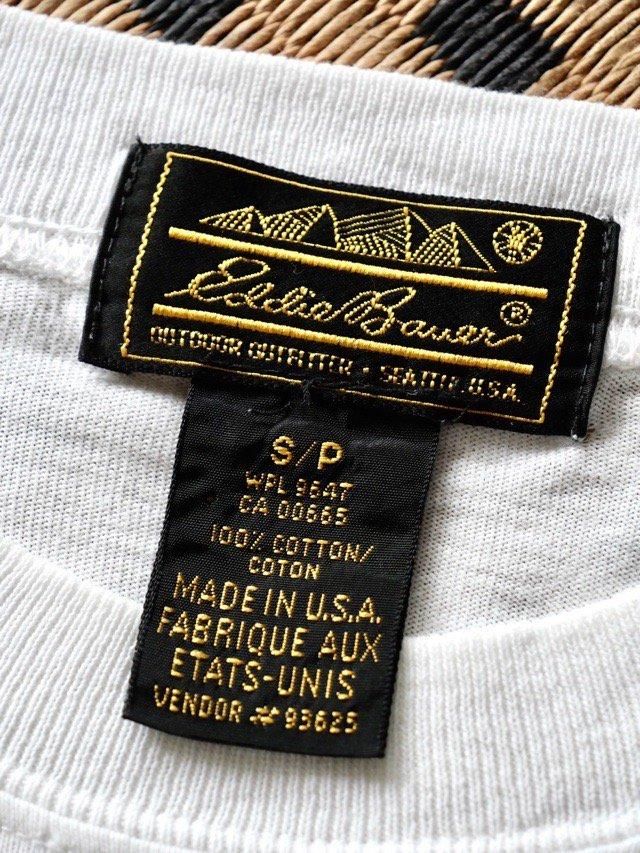 Eddie Bauer®
OUTDOOR OUTFITTER • SEATTLE, U.S.A.
S/P
WPL 9647
CA 00665
100% COTTON/
COTON
MADE IN U.S.A.
FABRIQUE AUX
ETATS-UNIS
VENDOR # 93625